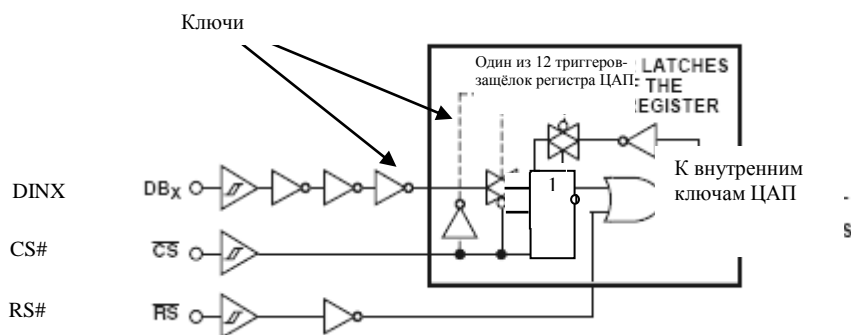 Ключи
Один из 12 триггеров-
защёлок регистра ЦАП
LATCHES
THE
EGISTER
К внутренним
ключам ЦАП
1
DINX DBX
CS# CS
RS# RS
S